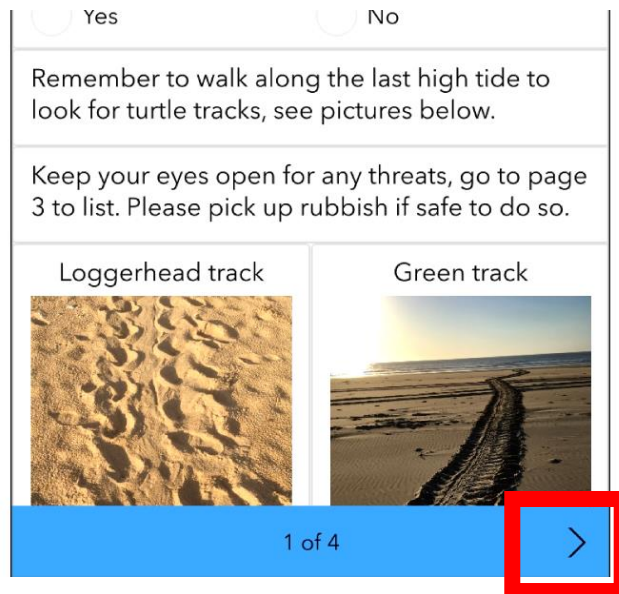 Yes No
Remember to walk along the last high tide to
look for turtle tracks, see pictures below.
Keep your eyes open for any threats, go to page
3 to list. Please pick up rubbish if safe to do so.
Loggerhead track Green track
1 of 4